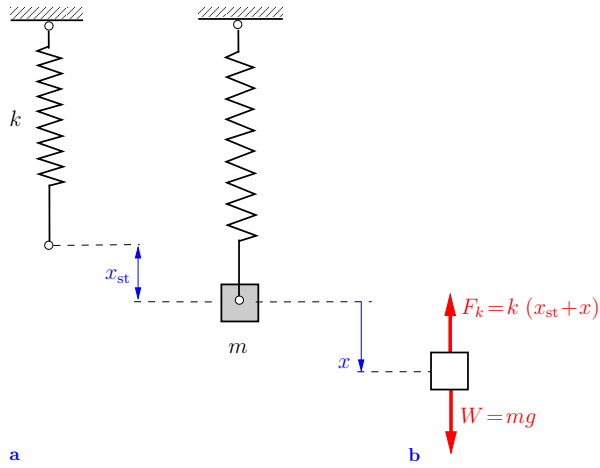 k
x_st
F_k = k (x_st + x)
m
x
W = mg
a
b